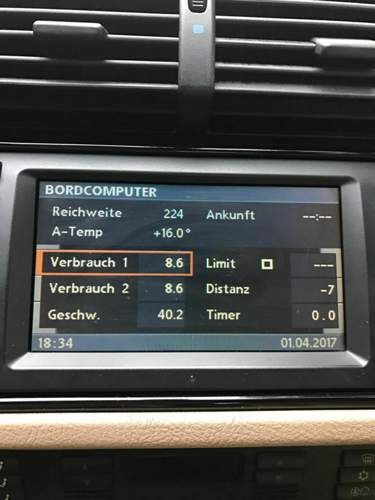 BORDCOMPUTER
Reichweite 224 Ankunft --:--
A-Temp +16.0°
Verbrauch 1 8.6 Limit ---
Verbrauch 2 8.6 Distanz -7
Geschw. 40.2 Timer 0.0
18:34 01.04.2017